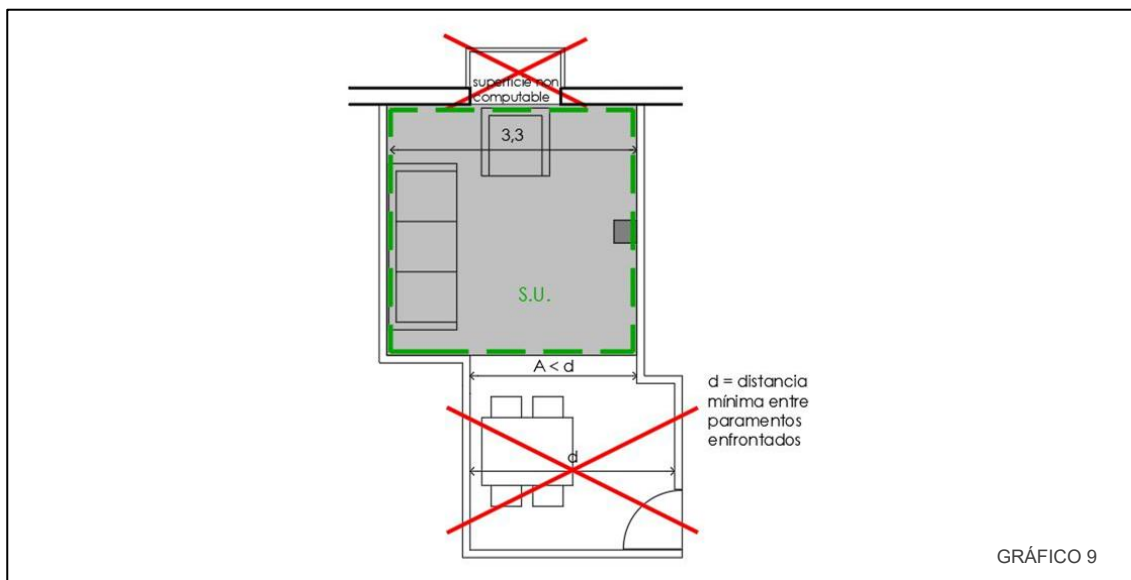 superficie non
computable
3,3
S.U.
A < d
d = distancia
mínima entre
paramentos
enfrontados
d
GRÁFICO 9